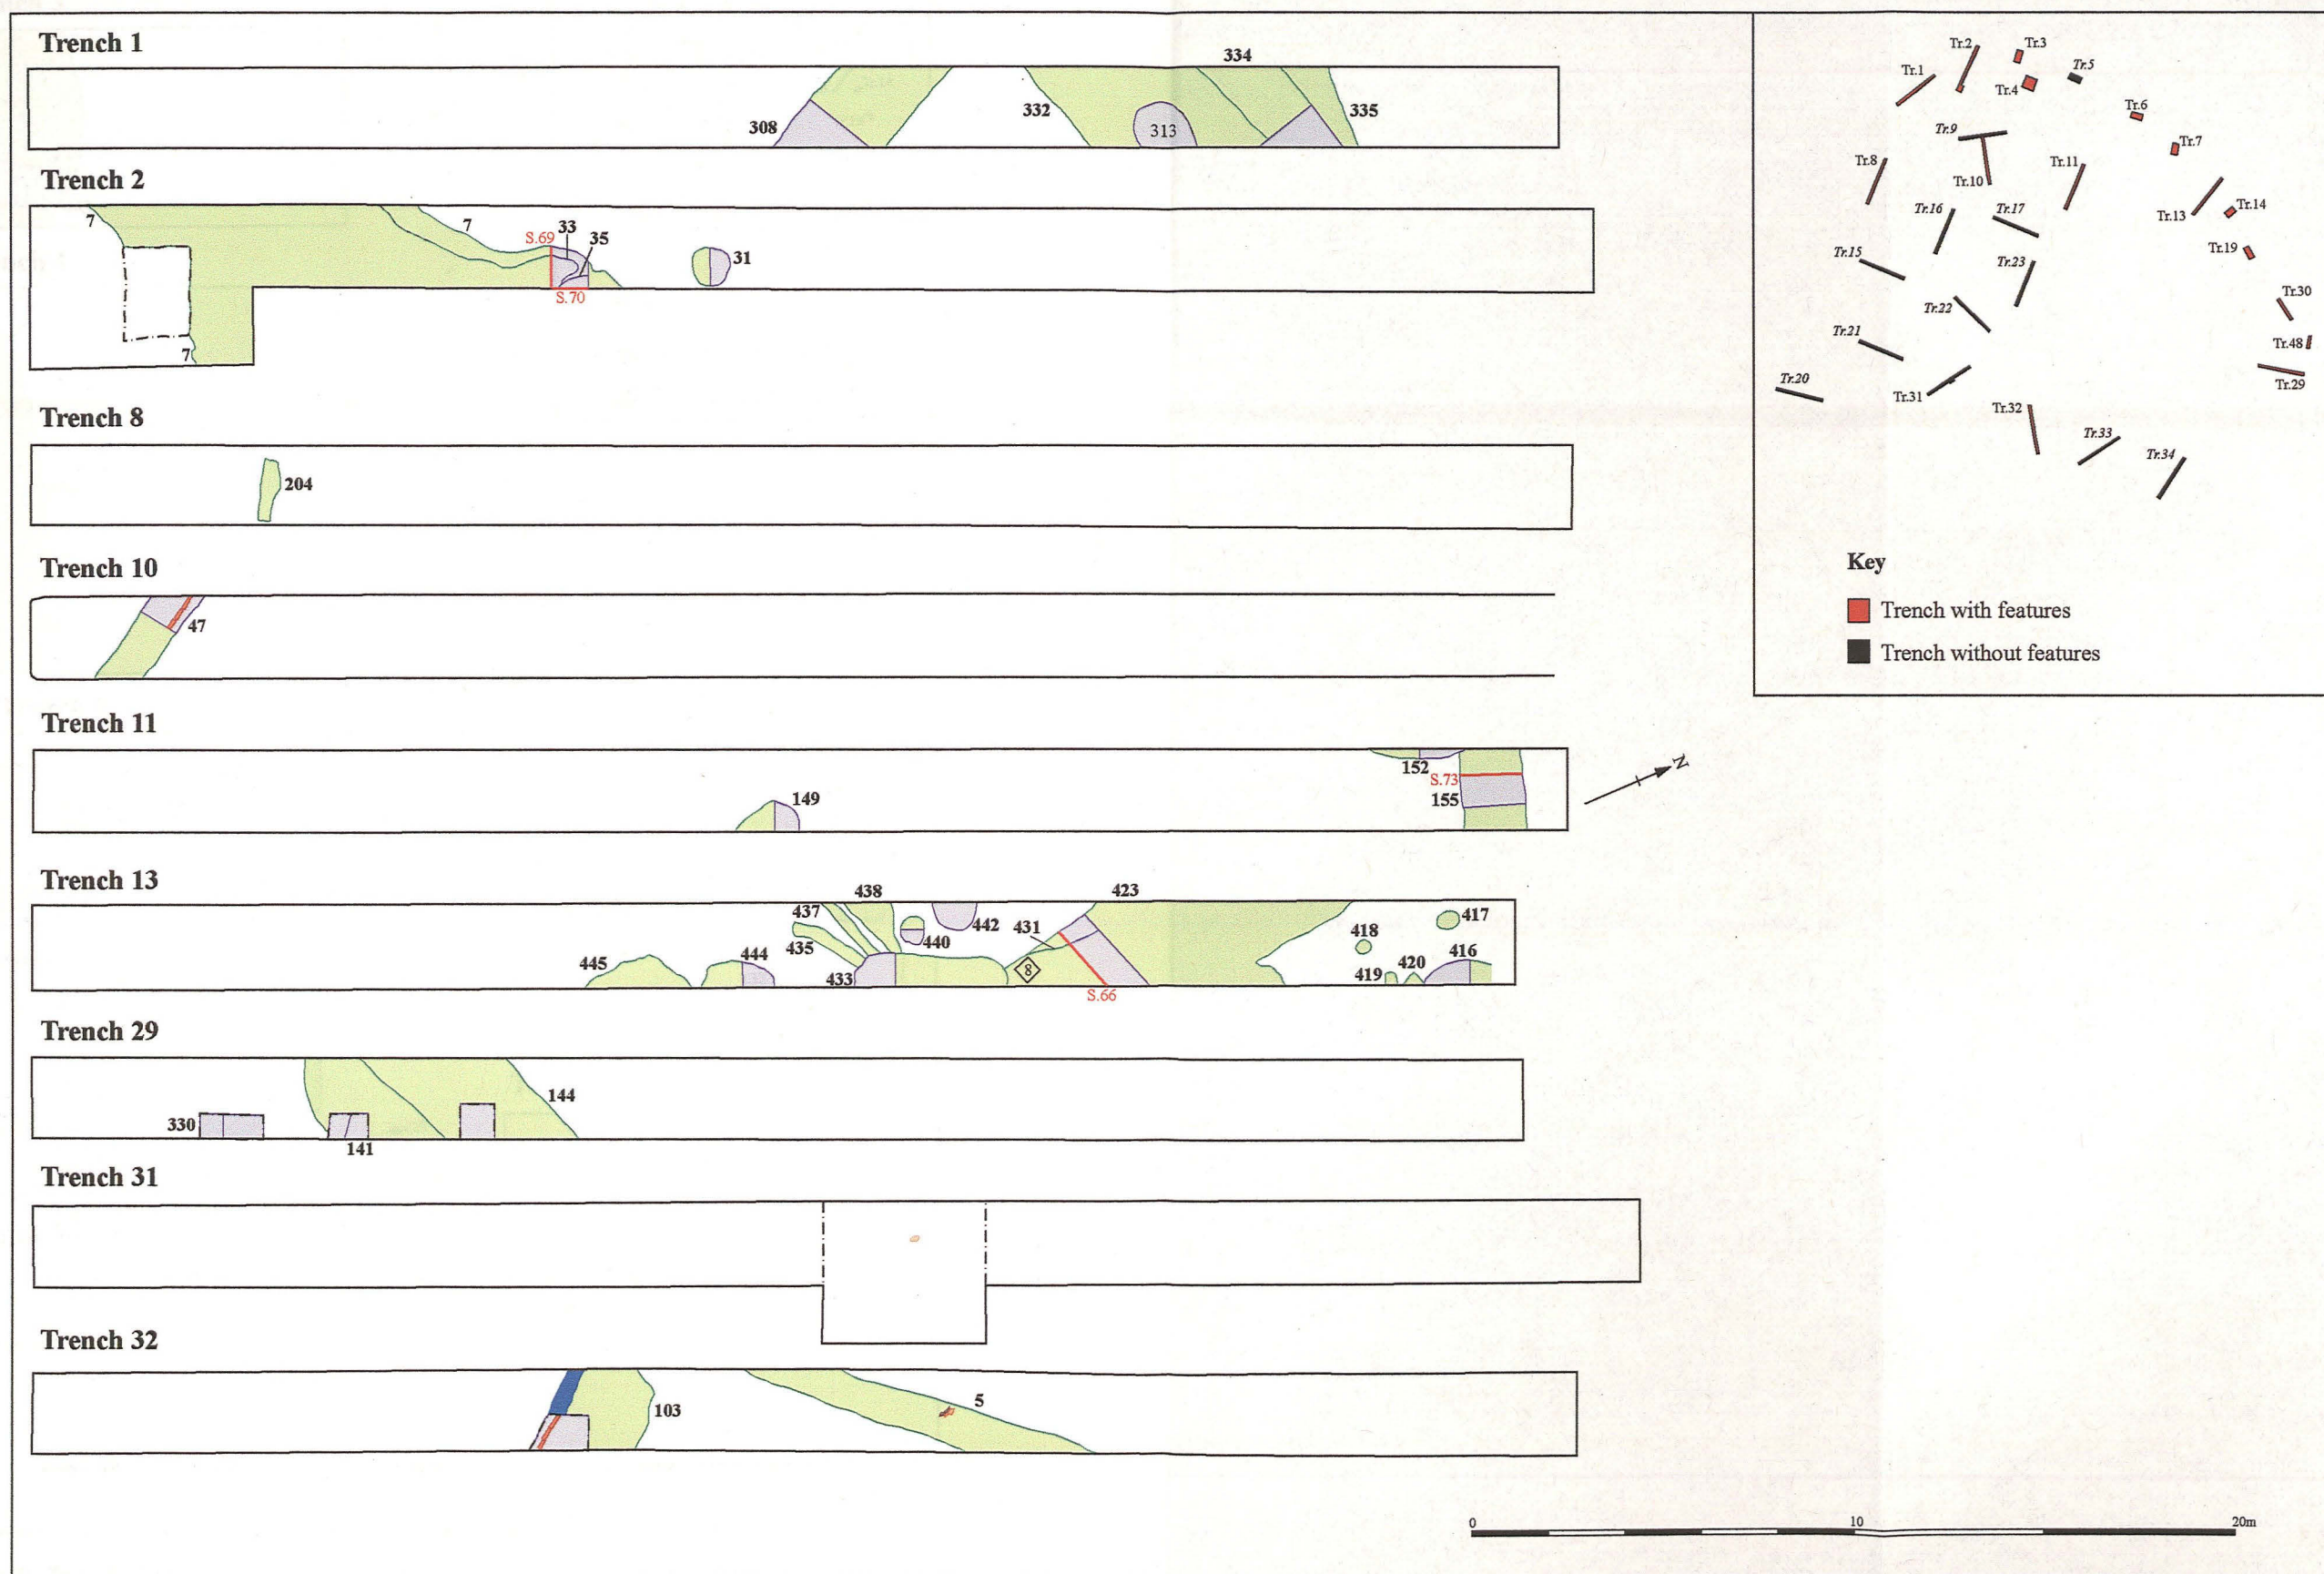 Trench 1
334
308
332
313
335
Trench 2
7
7
S.69
33
35
31
S.70
7
Trench 8
204
Trench 10
47
Trench 11
152
S.73
155
149
N
Trench 13
438
423
437
442
431
417
435
440
418
445
444
433
8
419
420
416
S.66
Trench 29
144
330
141
Trench 31
Trench 32
103
5
Tr.2
Tr.3
Tr.1
Tr.4
Tr.5
Tr.6
Tr.9
Tr.7
Tr.8
Tr.11
Tr.10
Tr.16
Tr.17
Tr.13
Tr.14
Tr.15
Tr.23
Tr.19
Tr.22
Tr.30
Tr.21
Tr.48
Tr.20
Tr.31
Tr.29
Tr.32
Tr.33
Tr.34
Key
Trench with features
Trench without features
0
10
20m